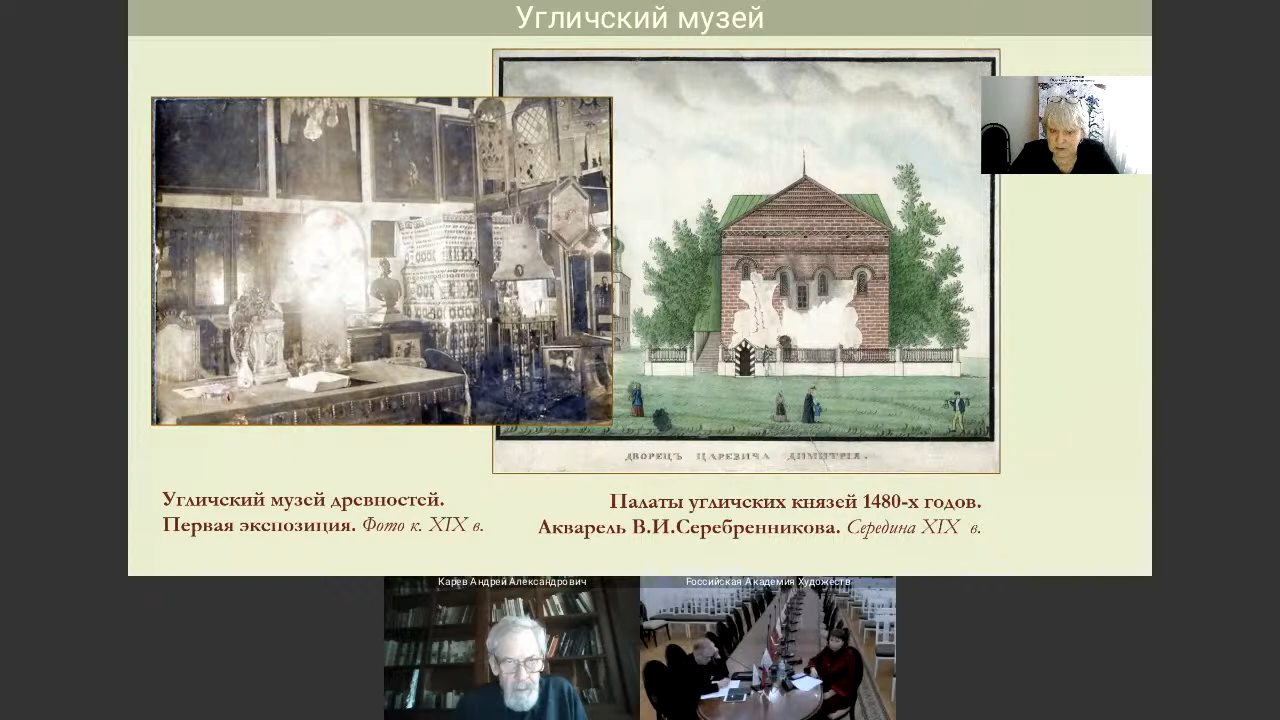 Угличский музей
ДВОРЕЦЪ ЦАРЕВИЧА ДИМИТРІЯ.
Угличский музей древностей.
Первая экспозиция. Фото к. XIX в.
Палаты угличских князей 1480-х годов.
Акварель В.И.Серебренникова. Середина XIX в.
Карев Андрей Александрович
Российская Академия Художеств